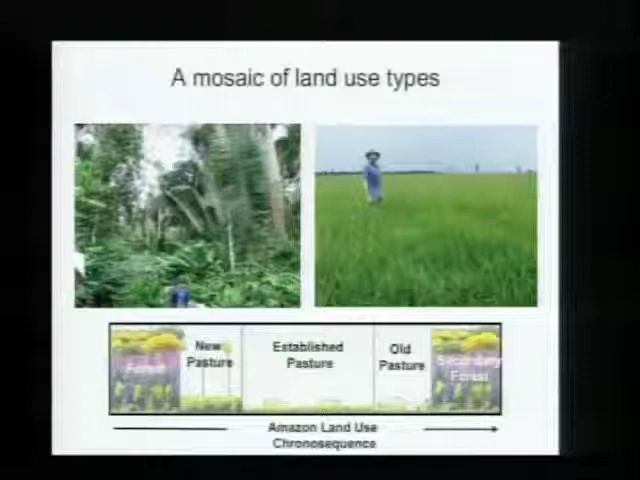 A mosaic of land use types
Forest
New
Pasture
Established
Pasture
Old
Pasture
Secondary
Forest
Amazon Land Use
Chronosequence